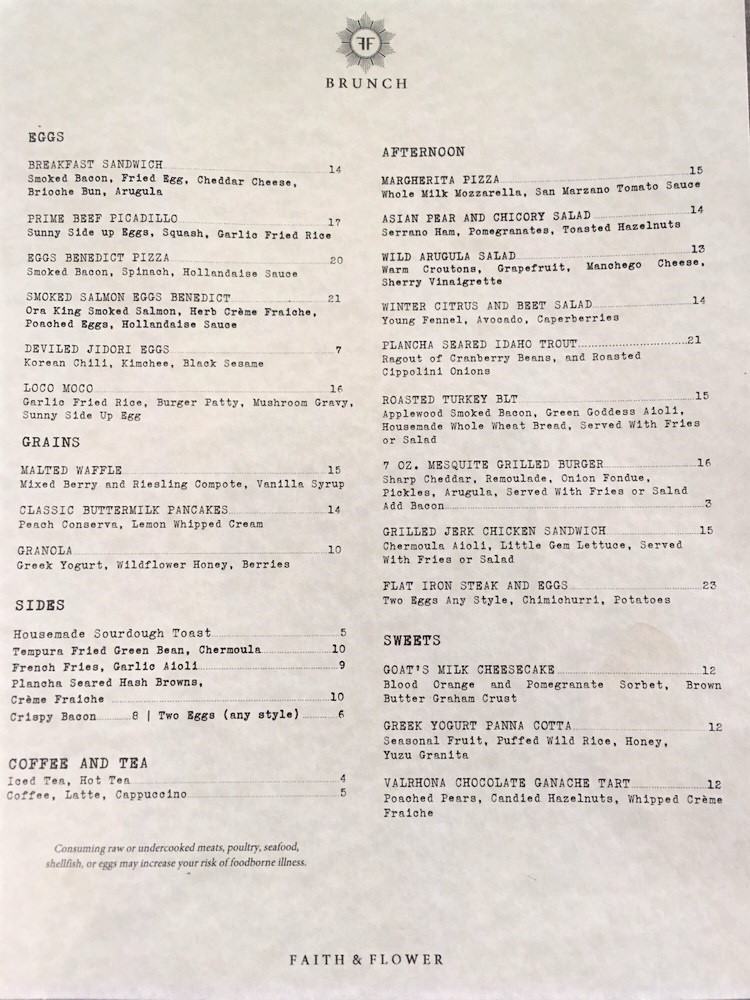 FF
BRUNCH
EGGS
BREAKFAST SANDWICH 14
Smoked Bacon, Fried Egg, Cheddar Cheese,
Brioche Bun, Arugula
PRIME BEEF PICADILLO 17
Sunny Side up Eggs, Squash, Garlic Fried Rice
EGGS BENEDICT PIZZA 20
Smoked Bacon, Spinach, Hollandaise Sauce
SMOKED SALMON EGGS BENEDICT 21
Ora King Smoked Salmon, Herb Crème Fraiche,
Poached Eggs, Hollandaise Sauce
DEVILED JIDORI EGGS 7
Korean Chili, Kimchee, Black Sesame
LOCO MOCO 16
Garlic Fried Rice, Burger Patty, Mushroom Gravy,
Sunny Side Up Egg
GRAINS
MALTED WAFFLE 15
Mixed Berry and Riesling Compote, Vanilla Syrup
CLASSIC BUTTERMILK PANCAKES 14
Peach Conserva, Lemon Whipped Cream
GRANOLA 10
Greek Yogurt, Wildflower Honey, Berries
SIDES
Housemade Sourdough Toast 5
Tempura Fried Green Bean, Chermoula 10
French Fries, Garlic Aioli 9
Plancha Seared Hash Browns,
Crème Fraiche 10
Crispy Bacon 8 | Two Eggs (any style) 6
COFFEE AND TEA
Iced Tea, Hot Tea 4
Coffee, Latte, Cappuccino 5
Consuming raw or undercooked meats, poultry, seafood,
shellfish, or eggs may increase your risk of foodborne illness.
AFTERNOON
MARGHERITA PIZZA 15
Whole Milk Mozzarella, San Marzano Tomato Sauce
ASIAN PEAR AND CHICORY SALAD 14
Serrano Ham, Pomegranates, Toasted Hazelnuts
WILD ARUGULA SALAD 13
Warm Croutons, Grapefruit, Manchego Cheese,
Sherry Vinaigrette
WINTER CITRUS AND BEET SALAD 14
Young Fennel, Avocado, Caperberries
PLANCHA SEARED IDAHO TROUT 21
Ragout of Cranberry Beans, and Roasted
Cippolini Onions
ROASTED TURKEY BLT 15
Applewood Smoked Bacon, Green Goddess Aioli,
Housemade Whole Wheat Bread, Served With Fries
or Salad
7 OZ. MESQUITE GRILLED BURGER 16
Sharp Cheddar, Remoulade, Onion Fondue,
Pickles, Arugula, Served With Fries or Salad
Add Bacon 3
GRILLED JERK CHICKEN SANDWICH 15
Chermoula Aioli, Little Gem Lettuce, Served
With Fries or Salad
FLAT IRON STEAK AND EGGS 23
Two Eggs Any Style, Chimichurri, Potatoes
SWEETS
GOAT'S MILK CHEESECAKE 12
Blood Orange and Pomegranate Sorbet, Brown
Butter Graham Crust
GREEK YOGURT PANNA COTTA 12
Seasonal Fruit, Puffed Wild Rice, Honey,
Yuzu Granita
VALRHONA CHOCOLATE GANACHE TART 12
Poached Pears, Candied Hazelnuts, Whipped Crème
Fraiche
FAITH & FLOWER